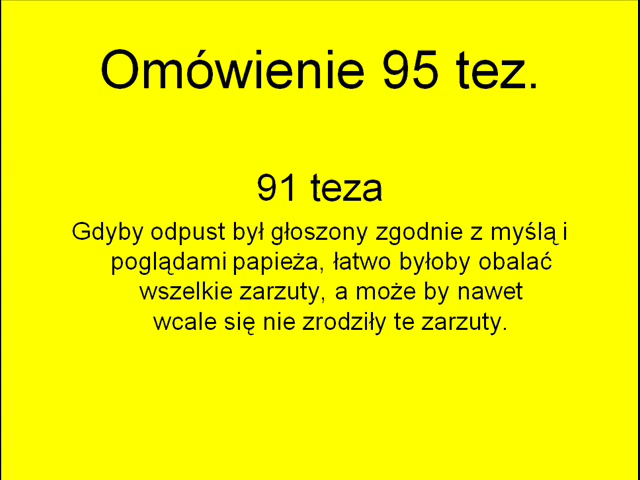 Omówienie 95 tez.
91 teza
Gdyby odpust był głoszony zgodnie z myślą i
poglądami papieża, łatwo byłoby obalać
wszelkie zarzuty, a może by nawet
wcale się nie zrodziły te zarzuty.